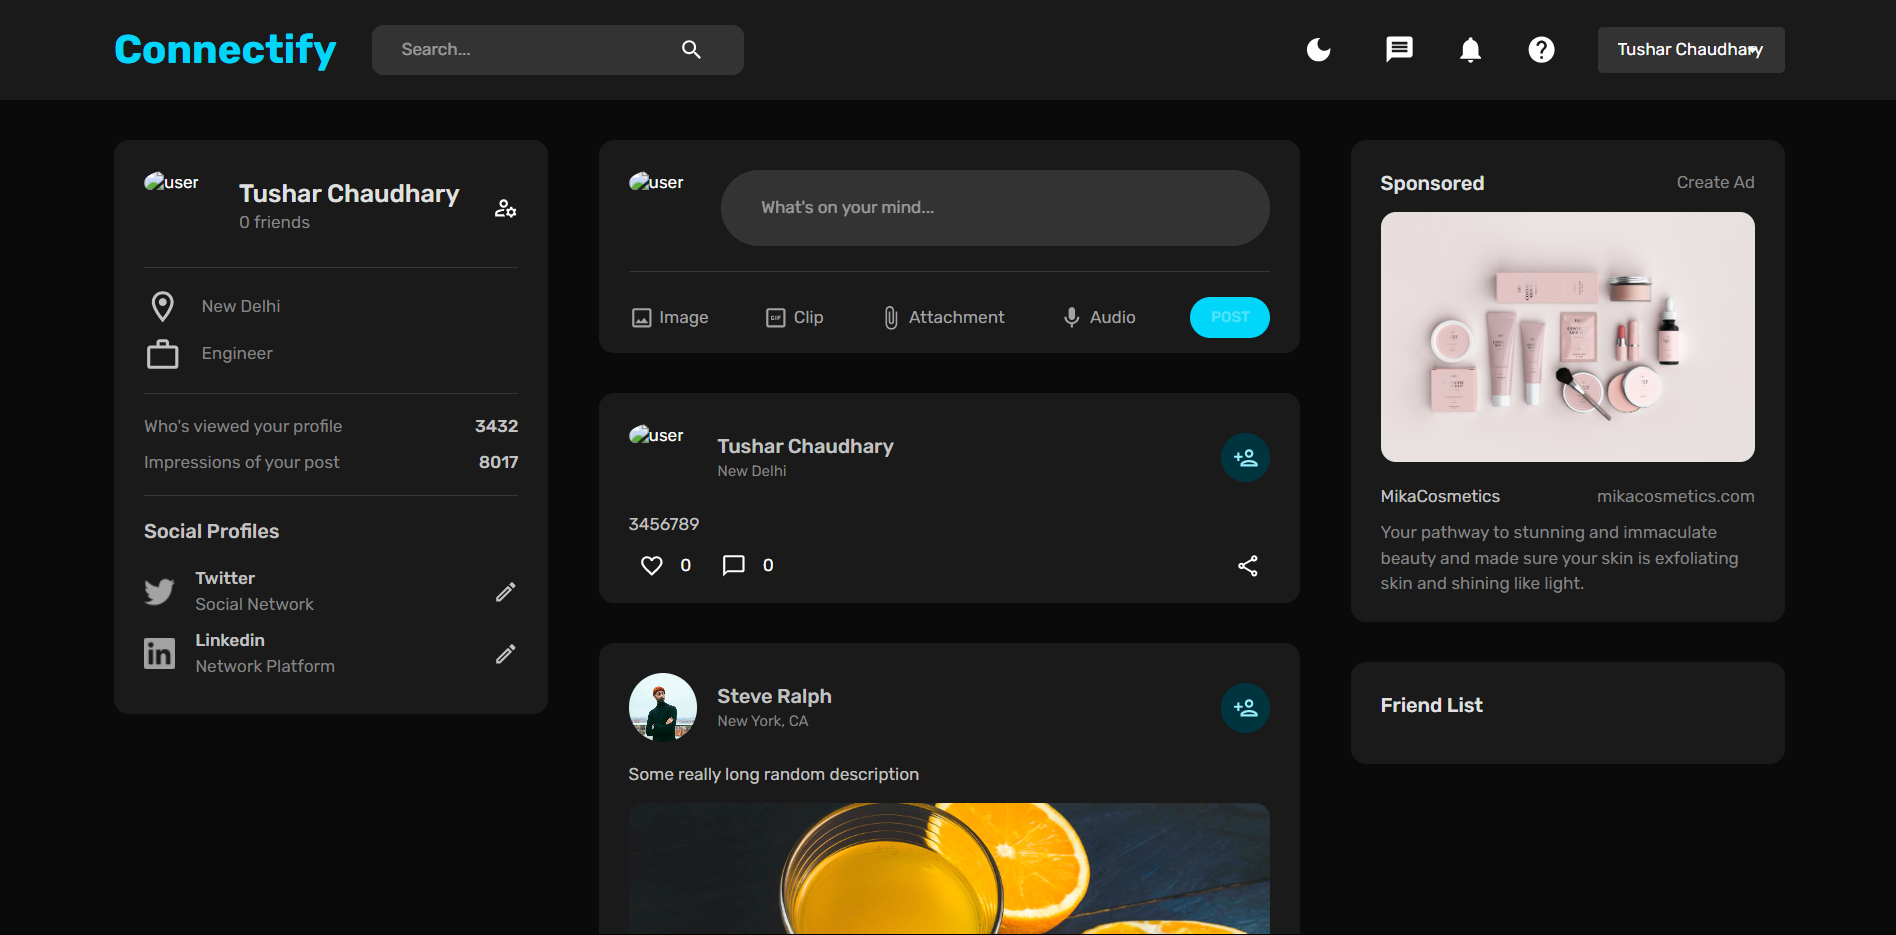 Connectify
Search...
?
Tushar Chaudhary
user
Tushar Chaudhary
0 friends
New Delhi
Engineer
Who's viewed your profile 3432
Impressions of your post 8017
Social Profiles
Twitter
Social Network
in
Linkedin
Network Platform
user
What's on your mind...
Image GIF Clip Attachment Audio POST
user
Tushar Chaudhary
New Delhi
3456789
0 0
Steve Ralph
New York, CA
Some really long random description
Sponsored Create Ad
MikaCosmetics mikacosmetics.com
Your pathway to stunning and immaculate
beauty and made sure your skin is exfoliating
skin and shining like light.
Friend List